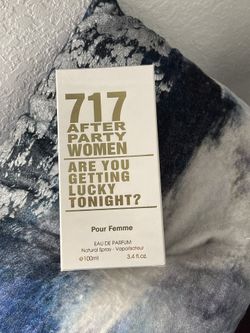 717
AFTER
PARTY
WOMEN
ARE YOU
GETTING
LUCKY
TONIGHT?
Pour Femme
EAU DE PARFUM
Natural Spray - Vaporisateur
℮100ml 3.4 fl.oz